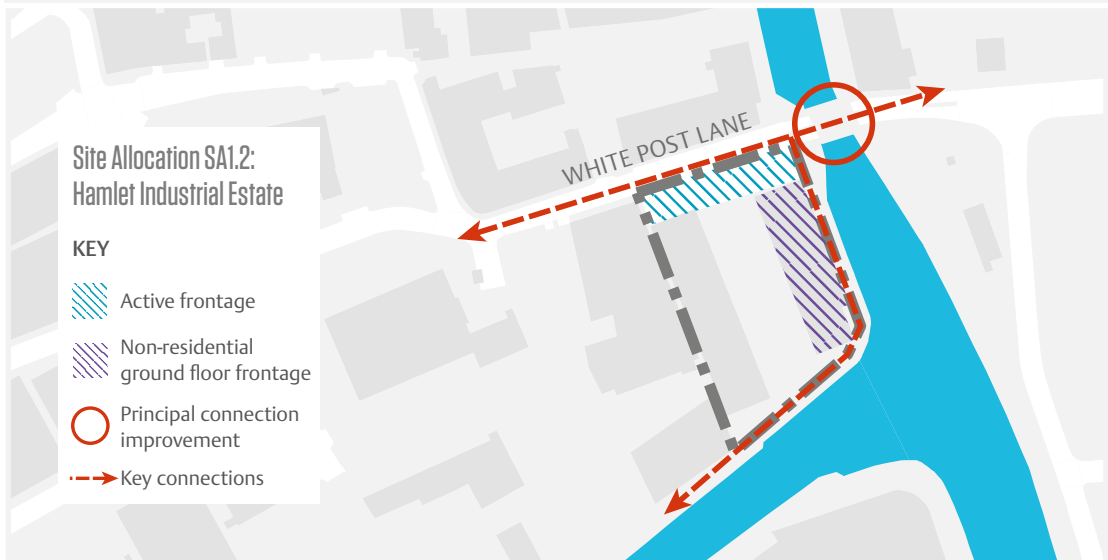 WHITE POST LANE
Site Allocation SA1.2:
Hamlet Industrial Estate
KEY
Active frontage
Non-residential
ground floor frontage
Principal connection
improvement
Key connections